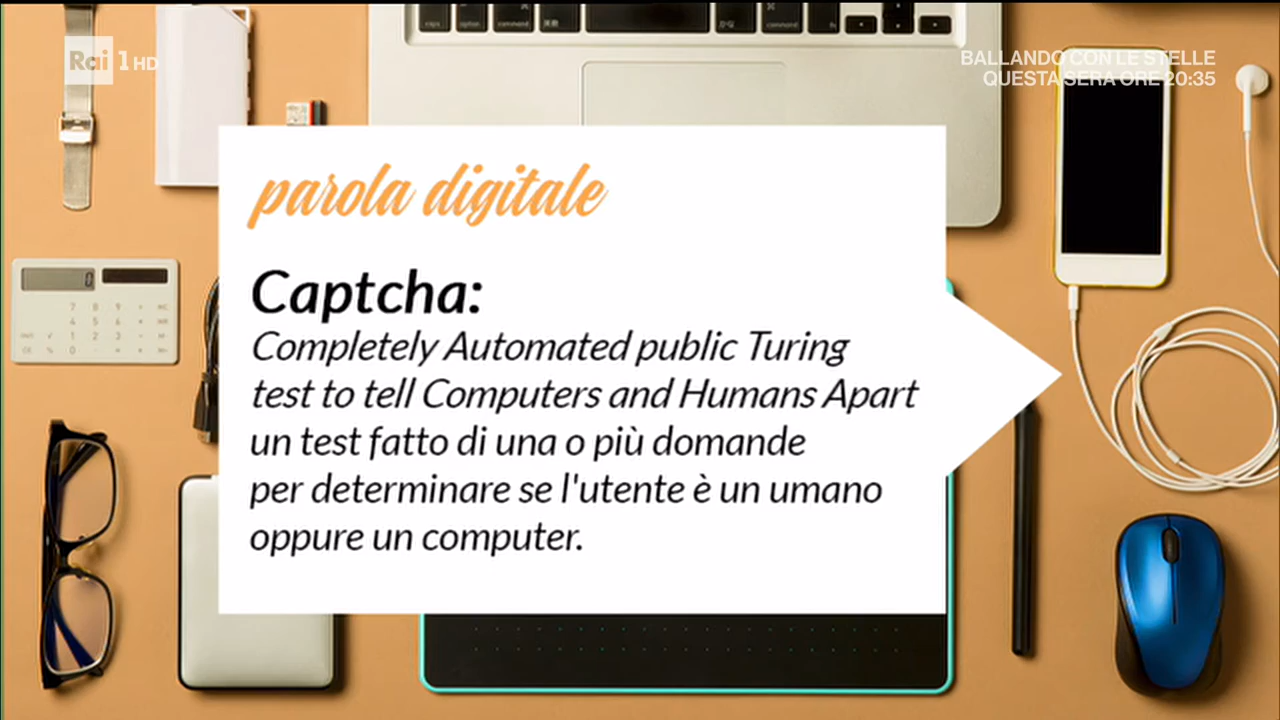 Rai 1 HD
BALLANDO CON LE STELLE
QUESTA SERA ORE 20:35
command
command
parola digitale
Captcha:
Completely Automated public Turing
test to tell Computers and Humans Apart
un test fatto di una o più domande
per determinare se l'utente è un umano
oppure un computer.